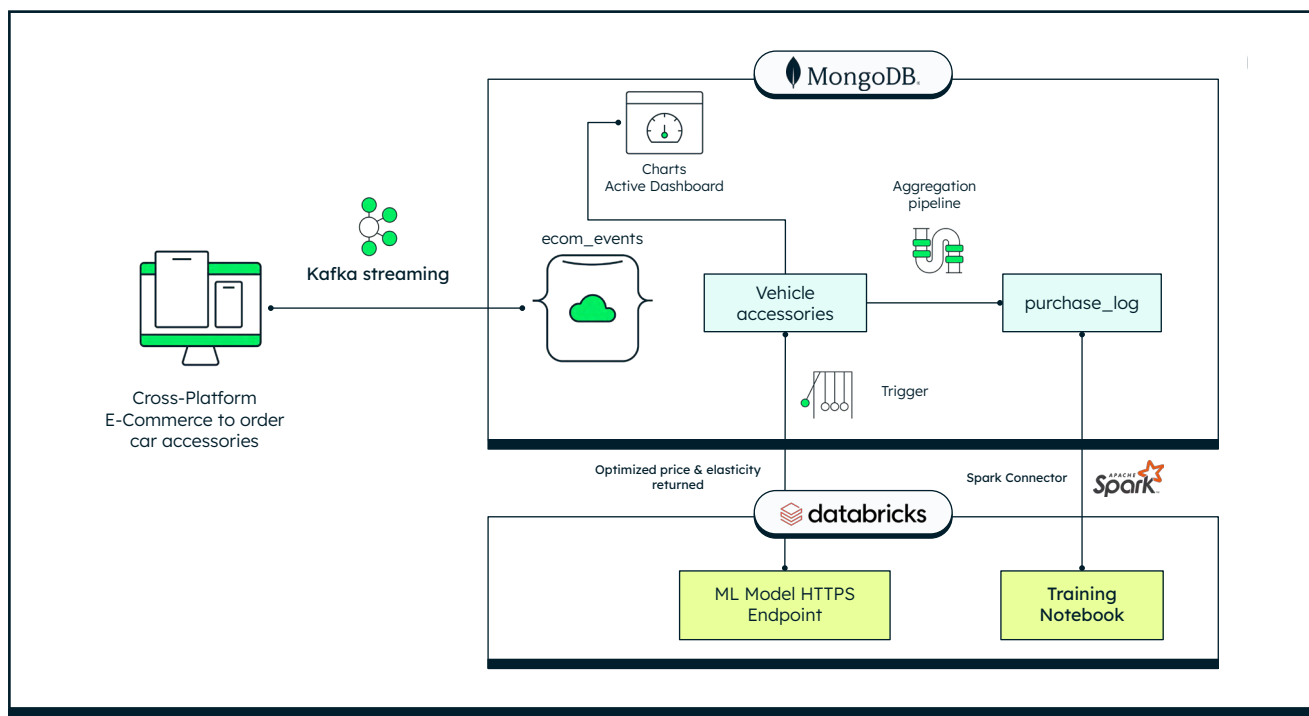 MongoDB.
Charts
Active Dashboard
Aggregation
pipeline
ecom_events
Kafka streaming
Vehicle
accessories
purchase_log
Trigger
Cross-Platform
E-Commerce to order
car accessories
Optimized price & elasticity
returned
Spark Connector
APACHE
Spark™
databricks
ML Model HTTPS
Endpoint
Training
Notebook